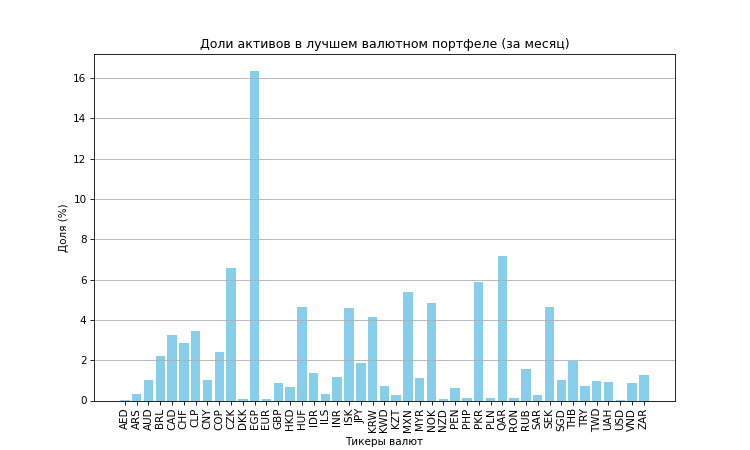 Доли активов в лучшем валютном портфеле (за месяц)
Доля (%)
16
14
12
10
8
6
4
2
0
AED ARS AUD BRL CAD CHF CLP CNY COP CZK DKK EGP EUR GBP HKD HUF IDR ILS INR ISK JPY KRW KWD KZT MXN MYR NOK NZD PEN PHP PKR PLN QAR RON RUB SAR SEK SGD THB TRY TWD UAH USD VND ZAR
Тикеры валют